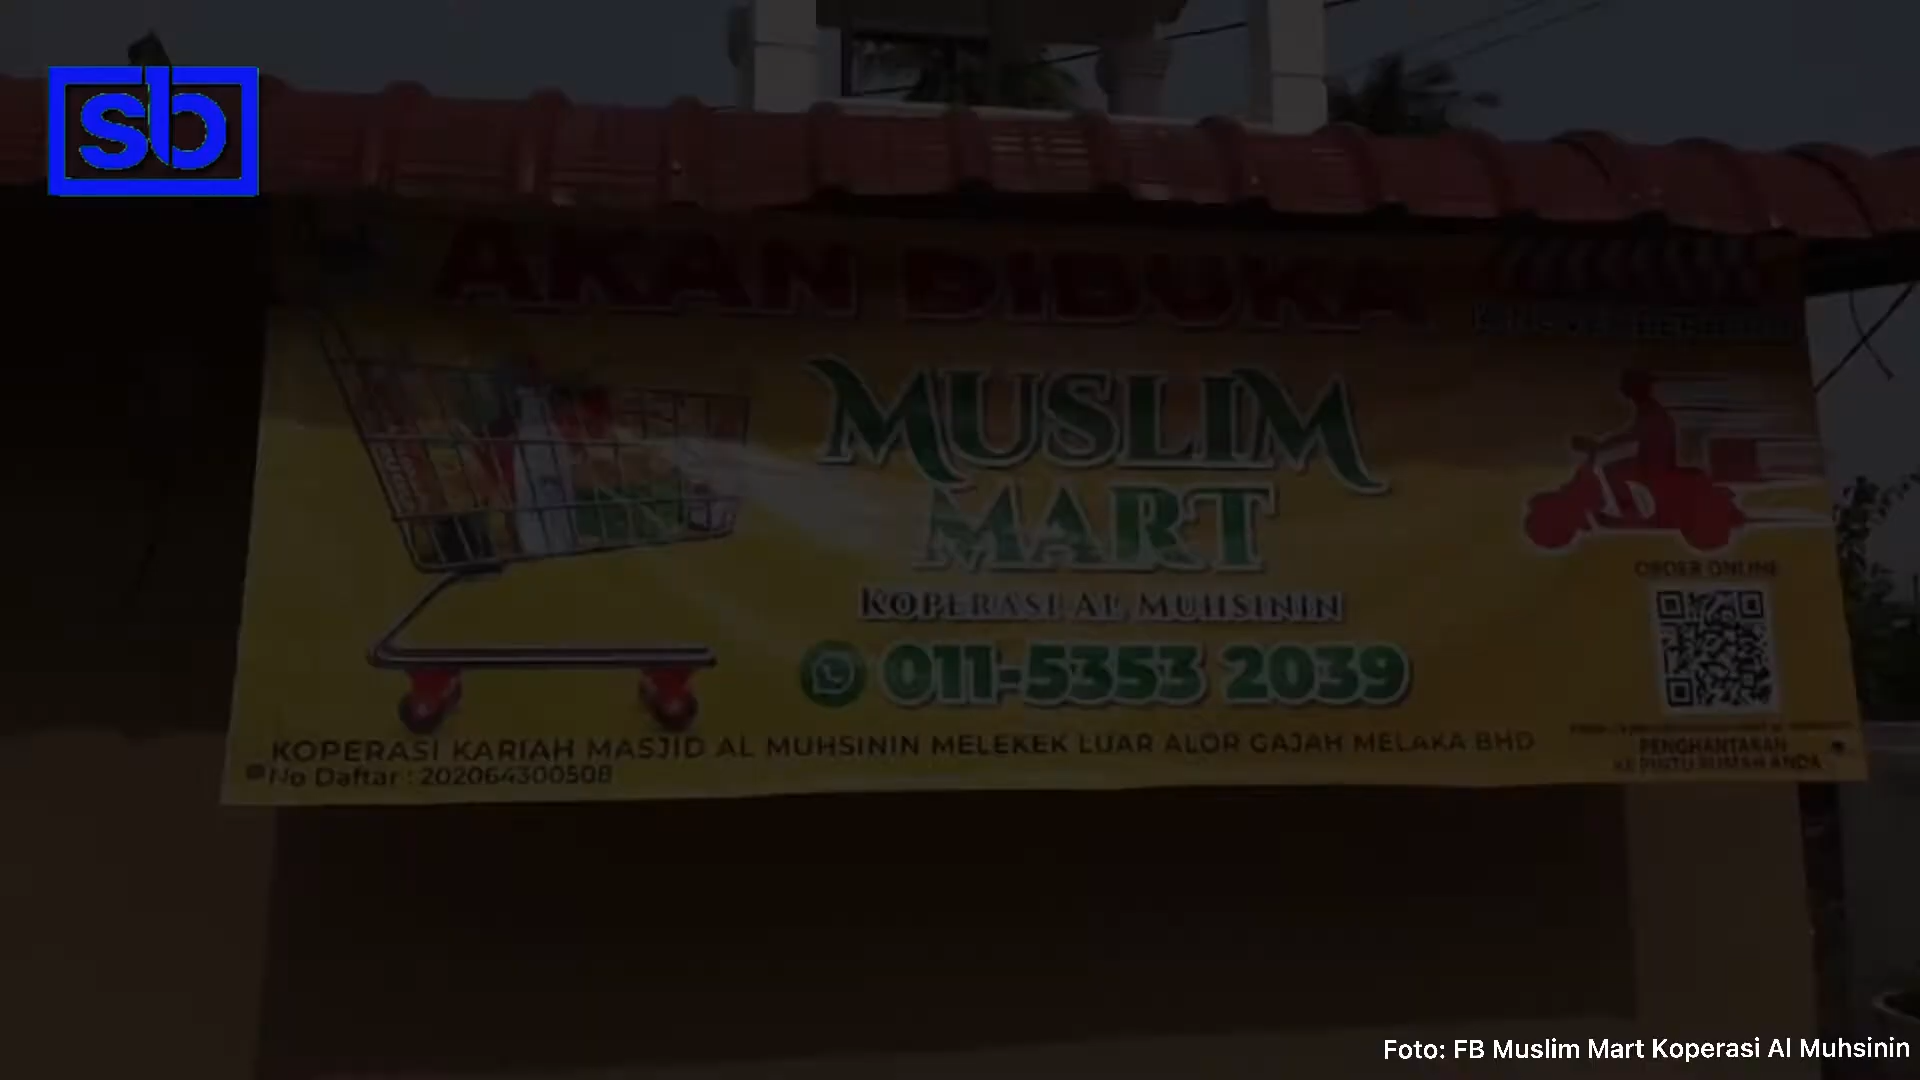 sb
AKAN DIBUKA
MUSLIM
MART
KOPERASI AL MUHSININ
011-5353 2039
ORDER ONLINE
KOPERASI KARIAH MASJID AL MUHSININ MELEKEK LUAR ALOR GAJAH MELAKA BHD
No Daftar : 202064300508
PENGHANTARAN
KE PINTU RUMAH ANDA
Foto: FB Muslim Mart Koperasi Al Muhsinin